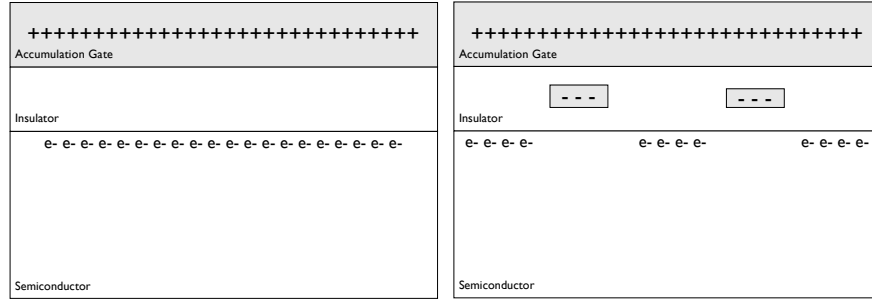 ++++++++++++++++++++++++++++++
Accumulation Gate
Insulator
e- e- e- e- e- e- e- e- e- e- e- e- e- e- e- e- e- e- e- e-
Semiconductor
++++++++++++++++++++++++++++++
Accumulation Gate
- - -
- - -
Insulator
e- e- e- e- e- e- e- e- e- e- e- e-
Semiconductor